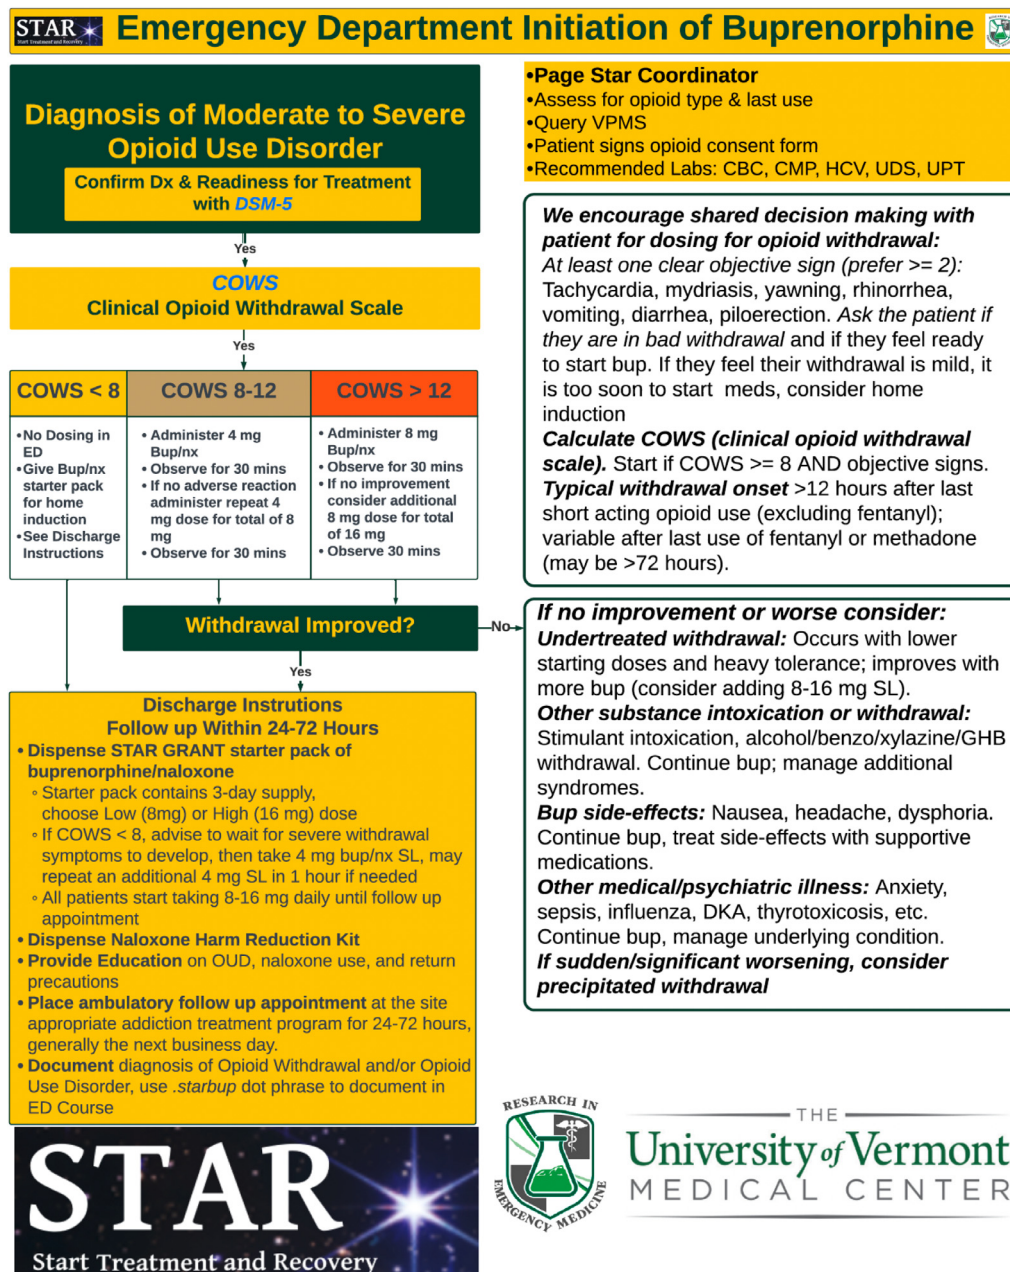 STAR
Start Treatment and Recovery
Emergency Department Initiation of Buprenorphine
Diagnosis of Moderate to Severe
Opioid Use Disorder
Confirm Dx & Readiness for Treatment
with DSM-5
Yes
COWS
Clinical Opioid Withdrawal Scale
Yes
COWS < 8
•No Dosing in
ED
•Give Bup/nx
starter pack
for home
induction
•See Discharge
Instructions
COWS 8-12
• Administer 4 mg
Bup/nx
• Observe for 30 mins
• If no adverse reaction
administer repeat 4
mg dose for total of 8
mg
• Observe for 30 mins
COWS > 12
• Administer 8 mg
Bup/nx
• Observe for 30 mins
• If no improvement
consider additional
8 mg dose for total
of 16 mg
• Observe 30 mins
Withdrawal Improved?
No
Yes
Discharge Instrutions
Follow up Within 24-72 Hours
• Dispense STAR GRANT starter pack of
buprenorphine/naloxone
◦ Starter pack contains 3-day supply,
choose Low (8mg) or High (16 mg) dose
◦ If COWS < 8, advise to wait for severe withdrawal
symptoms to develop, then take 4 mg bup/nx SL, may
repeat an additional 4 mg SL in 1 hour if needed
◦ All patients start taking 8-16 mg daily until follow up
appointment
• Dispense Naloxone Harm Reduction Kit
• Provide Education on OUD, naloxone use, and return
precautions
• Place ambulatory follow up appointment at the site
appropriate addiction treatment program for 24-72 hours,
generally the next business day.
• Document diagnosis of Opioid Withdrawal and/or Opioid
Use Disorder, use .starbup dot phrase to document in
ED Course
STAR
Start Treatment and Recovery
•Page Star Coordinator
•Assess for opioid type & last use
•Query VPMS
•Patient signs opioid consent form
•Recommended Labs: CBC, CMP, HCV, UDS, UPT
We encourage shared decision making with
patient for dosing for opioid withdrawal:
At least one clear objective sign (prefer >= 2):
Tachycardia, mydriasis, yawning, rhinorrhea,
vomiting, diarrhea, piloerection. Ask the patient if
they are in bad withdrawal and if they feel ready
to start bup. If they feel their withdrawal is mild, it
is too soon to start meds, consider home
induction
Calculate COWS (clinical opioid withdrawal
scale). Start if COWS >= 8 AND objective signs.
Typical withdrawal onset >12 hours after last
short acting opioid use (excluding fentanyl);
variable after last use of fentanyl or methadone
(may be >72 hours).
If no improvement or worse consider:
Undertreated withdrawal: Occurs with lower
starting doses and heavy tolerance; improves with
more bup (consider adding 8-16 mg SL).
Other substance intoxication or withdrawal:
Stimulant intoxication, alcohol/benzo/xylazine/GHB
withdrawal. Continue bup; manage additional
syndromes.
Bup side-effects: Nausea, headache, dysphoria.
Continue bup, treat side-effects with supportive
medications.
Other medical/psychiatric illness: Anxiety,
sepsis, influenza, DKA, thyrotoxicosis, etc.
Continue bup, manage underlying condition.
If sudden/significant worsening, consider
precipitated withdrawal
RESEARCH IN
EMERGENCY MEDICINE
THE
University of Vermont
MEDICAL CENTER